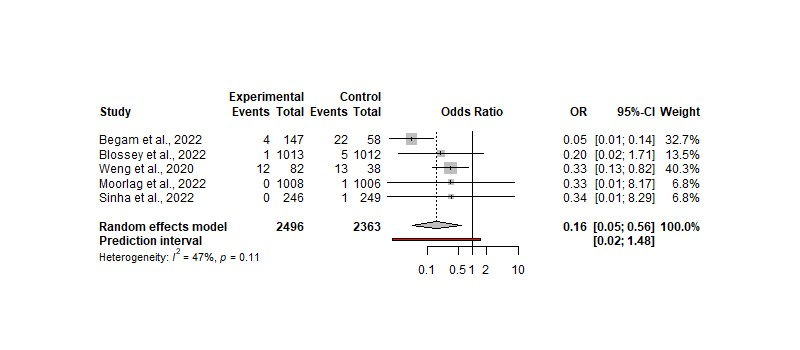 Experimental Control
Study Events Total Events Total Odds Ratio OR 95%-CI Weight
Begam et al., 2022 4 147 22 58 0.05 [0.01; 0.14] 32.7%
Blossey et al., 2022 1 1013 5 1012 0.20 [0.02; 1.71] 13.5%
Weng et al., 2020 12 82 13 38 0.33 [0.13; 0.82] 40.3%
Moorlag et al., 2022 0 1008 1 1006 0.33 [0.01; 8.17] 6.8%
Sinha et al., 2022 0 246 1 249 0.34 [0.01; 8.29] 6.8%
Random effects model 2496 2363 0.16 [0.05; 0.56] 100.0%
Prediction interval [0.02; 1.48]
Heterogeneity: I² = 47%, p = 0.11
0.1 0.5 1 2 10